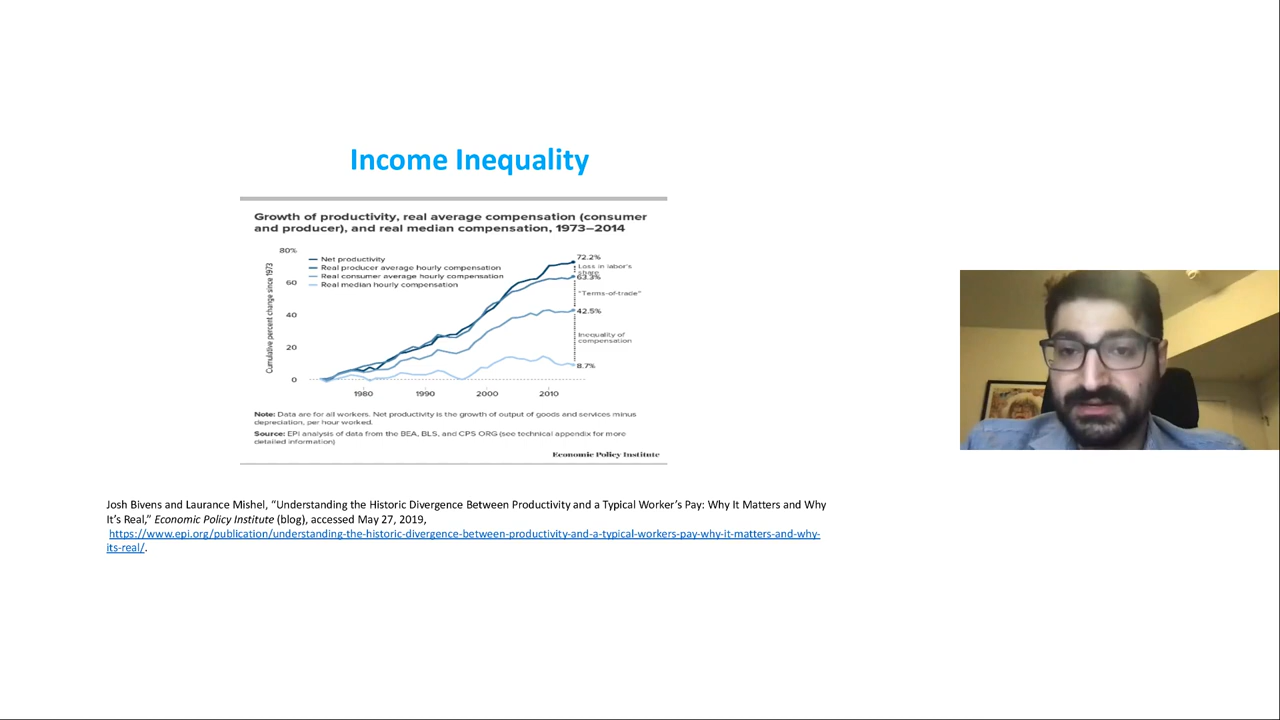 Income Inequality
Growth of productivity, real average compensation (consumer
and producer), and real median compensation, 1973–2014
80%
Net productivity
Real producer average hourly compensation
Real consumer average hourly compensation
Real median hourly compensation
60
40
20
0
Cumulative percent change since 1973
72.2%
Loss in labor's
share
63.3%
"Terms-of-trade"
42.5%
Inequality of
compensation
8.7%
1980
1990
2000
2010
Note: Data are for all workers. Net productivity is the growth of output of goods and services minus
depreciation, per hour worked.
Source: EPI analysis of data from the BEA, BLS, and CPS ORG (see technical appendix for more
detailed information)
Economic Policy Institute
Josh Bivens and Laurance Mishel, “Understanding the Historic Divergence Between Productivity and a Typical Worker’s Pay: Why It Matters and Why
It’s Real,” Economic Policy Institute (blog), accessed May 27, 2019,
https://www.epi.org/publication/understanding-the-historic-divergence-between-productivity-and-a-typical-workers-pay-why-it-matters-and-why-
its-real/.